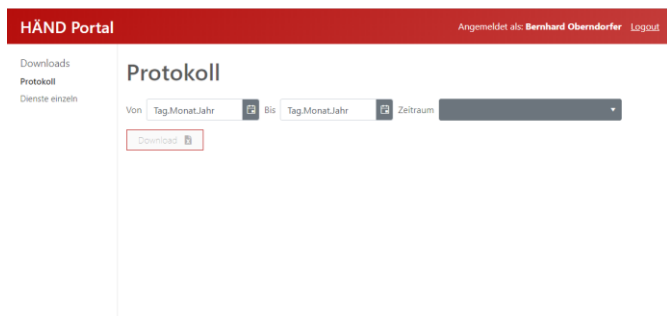 HÄND Portal
Angemeldet als: Bernhard Oberndorfer Logout
Downloads
Protokoll
Dienste einzeln
Protokoll
Von Tag.Monat.Jahr Bis Tag.Monat.Jahr Zeitraum
Download